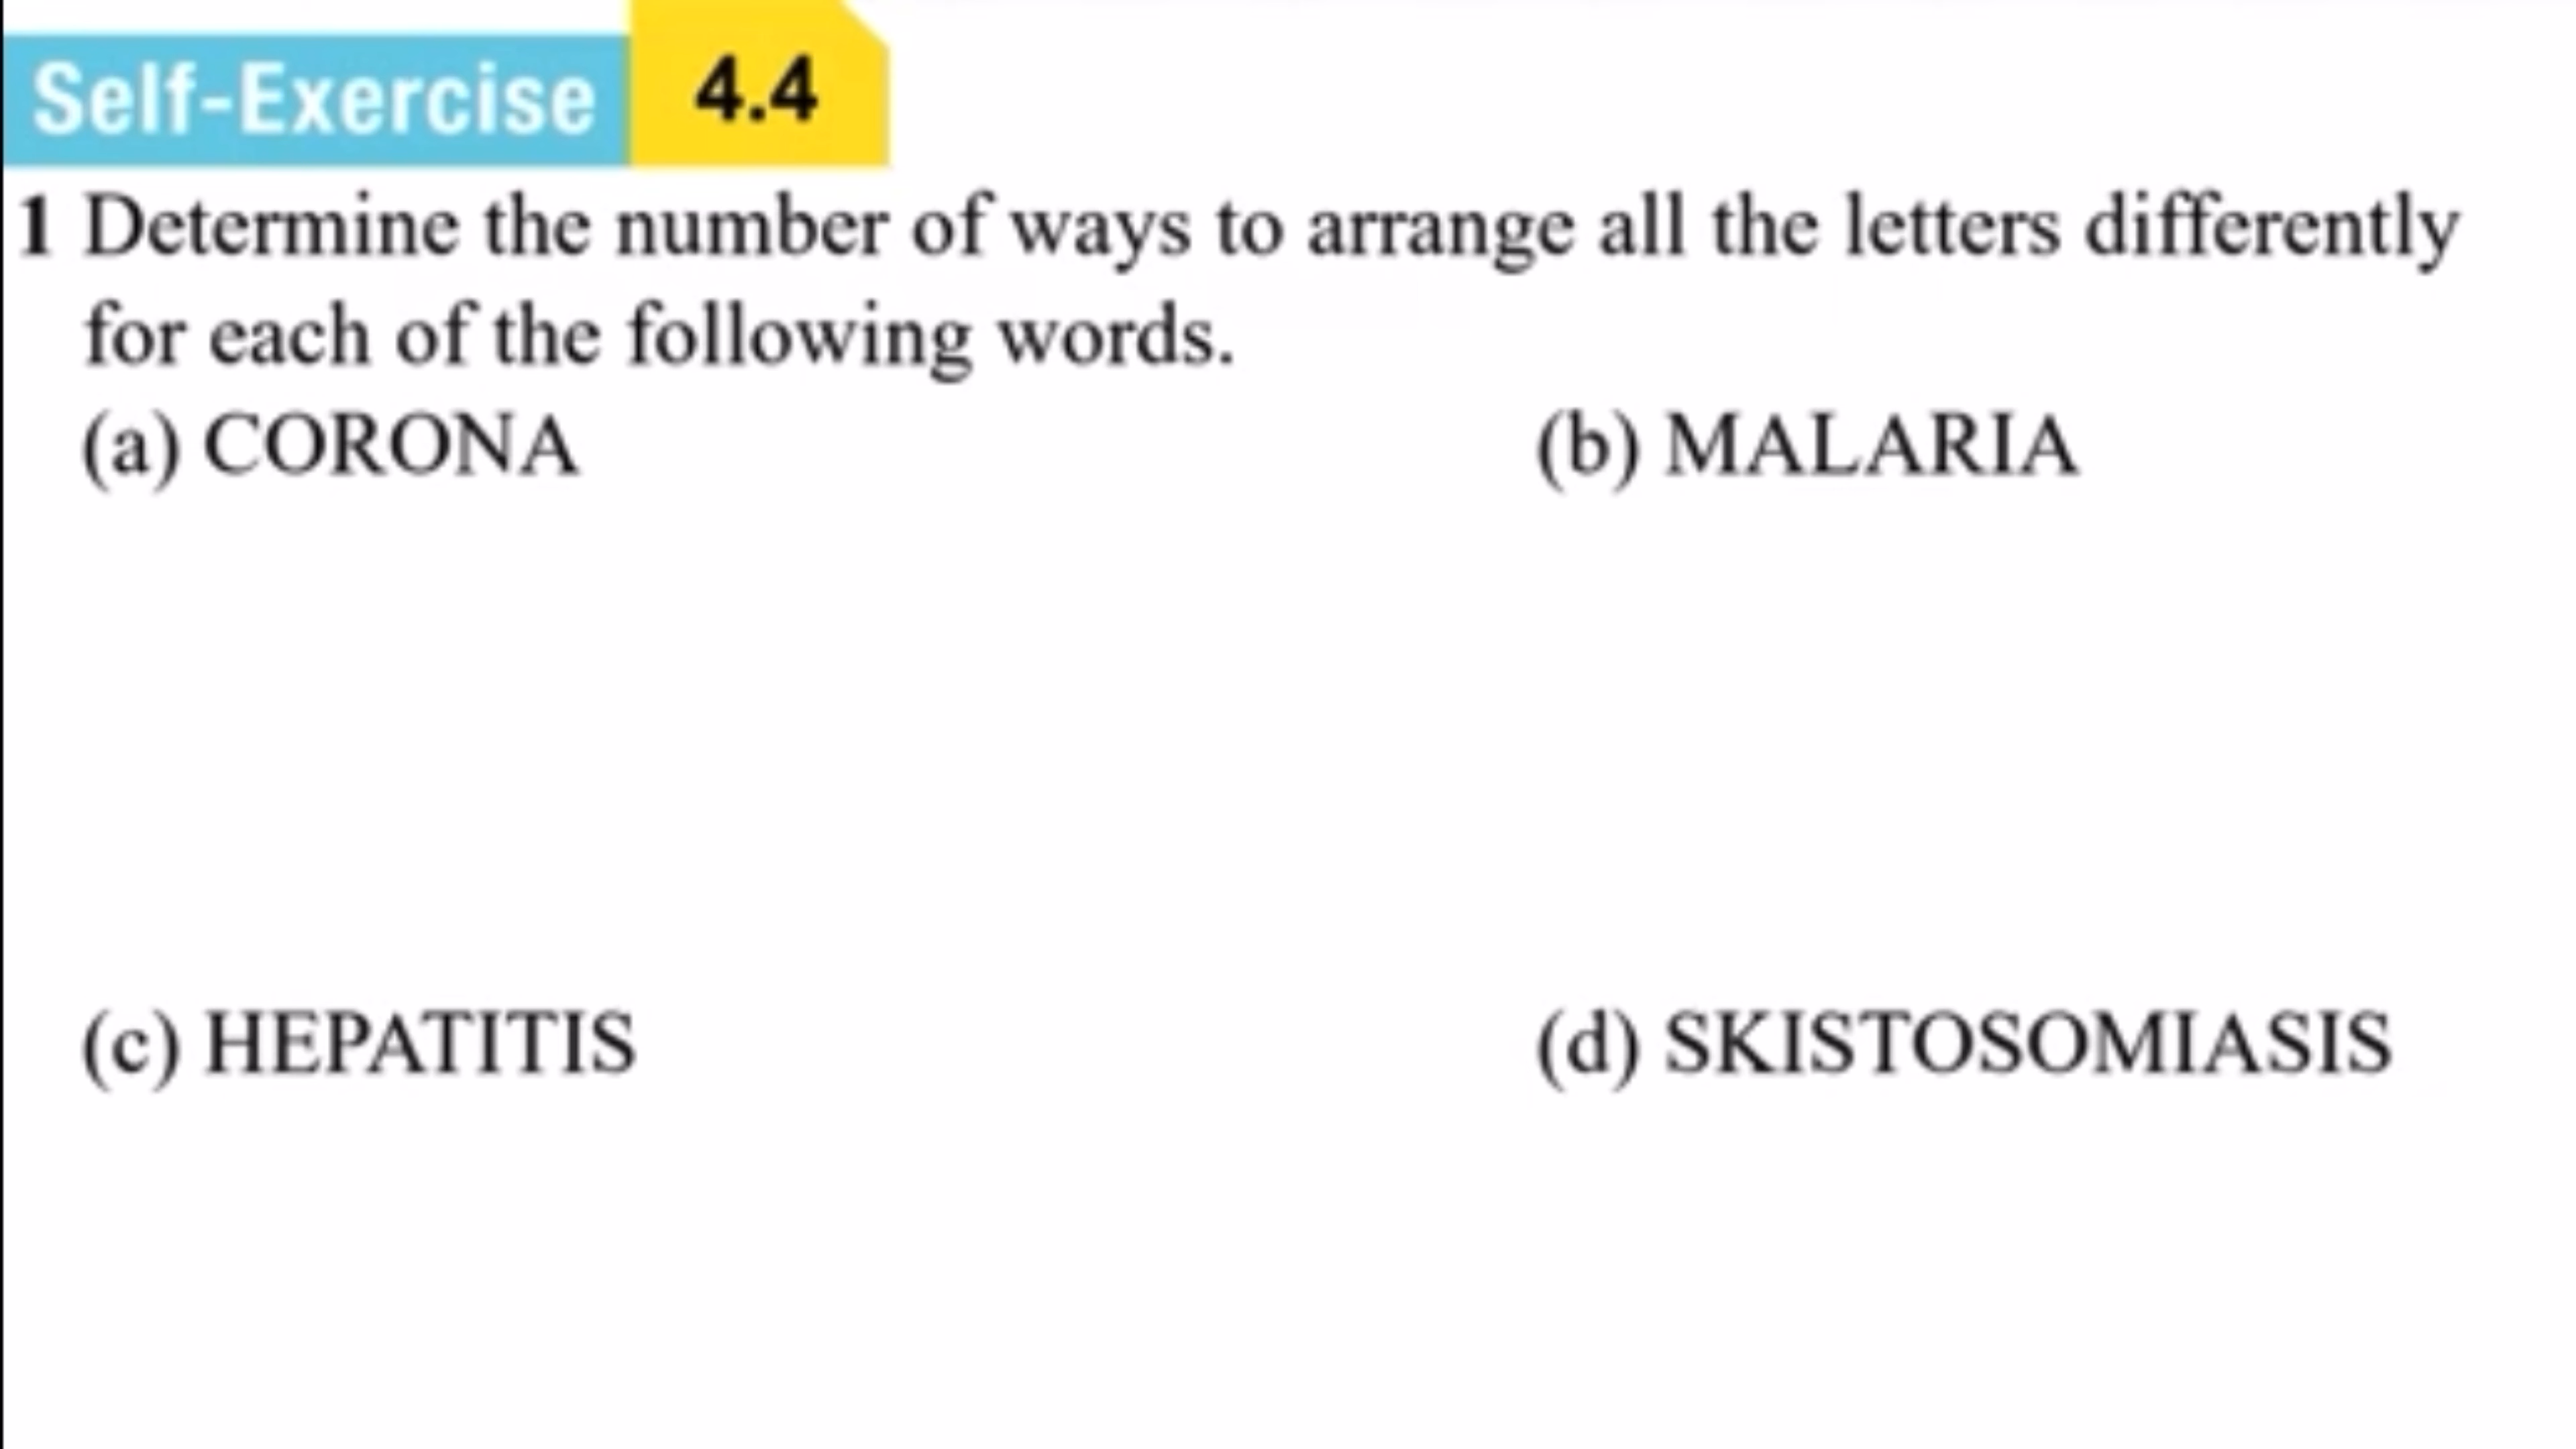 Self-Exercise 4.4
1 Determine the number of ways to arrange all the letters differently
for each of the following words.
(a) CORONA (b) MALARIA
(c) HEPATITIS (d) SKISTOSOMIASIS